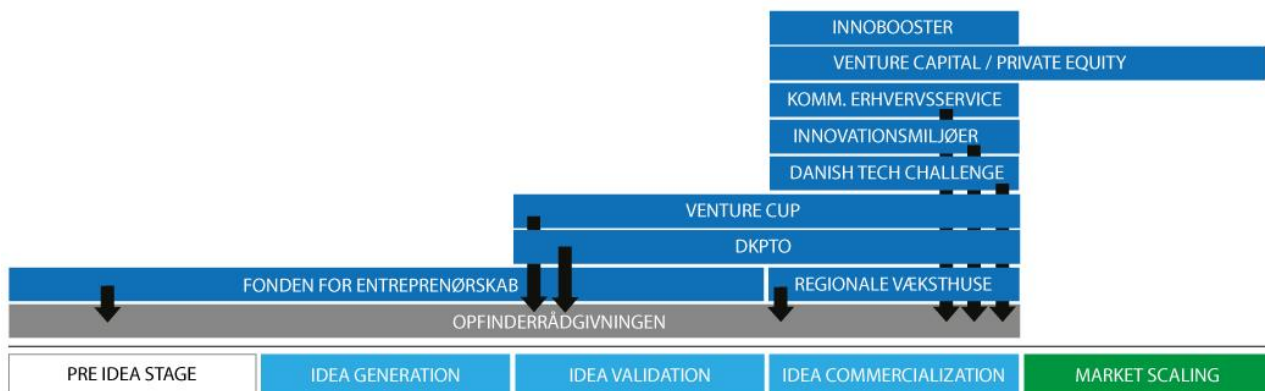 INNOBOOSTER
VENTURE CAPITAL / PRIVATE EQUITY
KOMM. ERHVERVSSERVICE
INNOVATIONSMILJØER
DANISH TECH CHALLENGE
VENTURE CUP
DKPTO
FONDEN FOR ENTREPRENØRSKAB
REGIONALE VÆKSTHUSE
OPFINDERRÅDGIVNINGEN
PRE IDEA STAGE
IDEA GENERATION
IDEA VALIDATION
IDEA COMMERCIALIZATION
MARKET SCALING